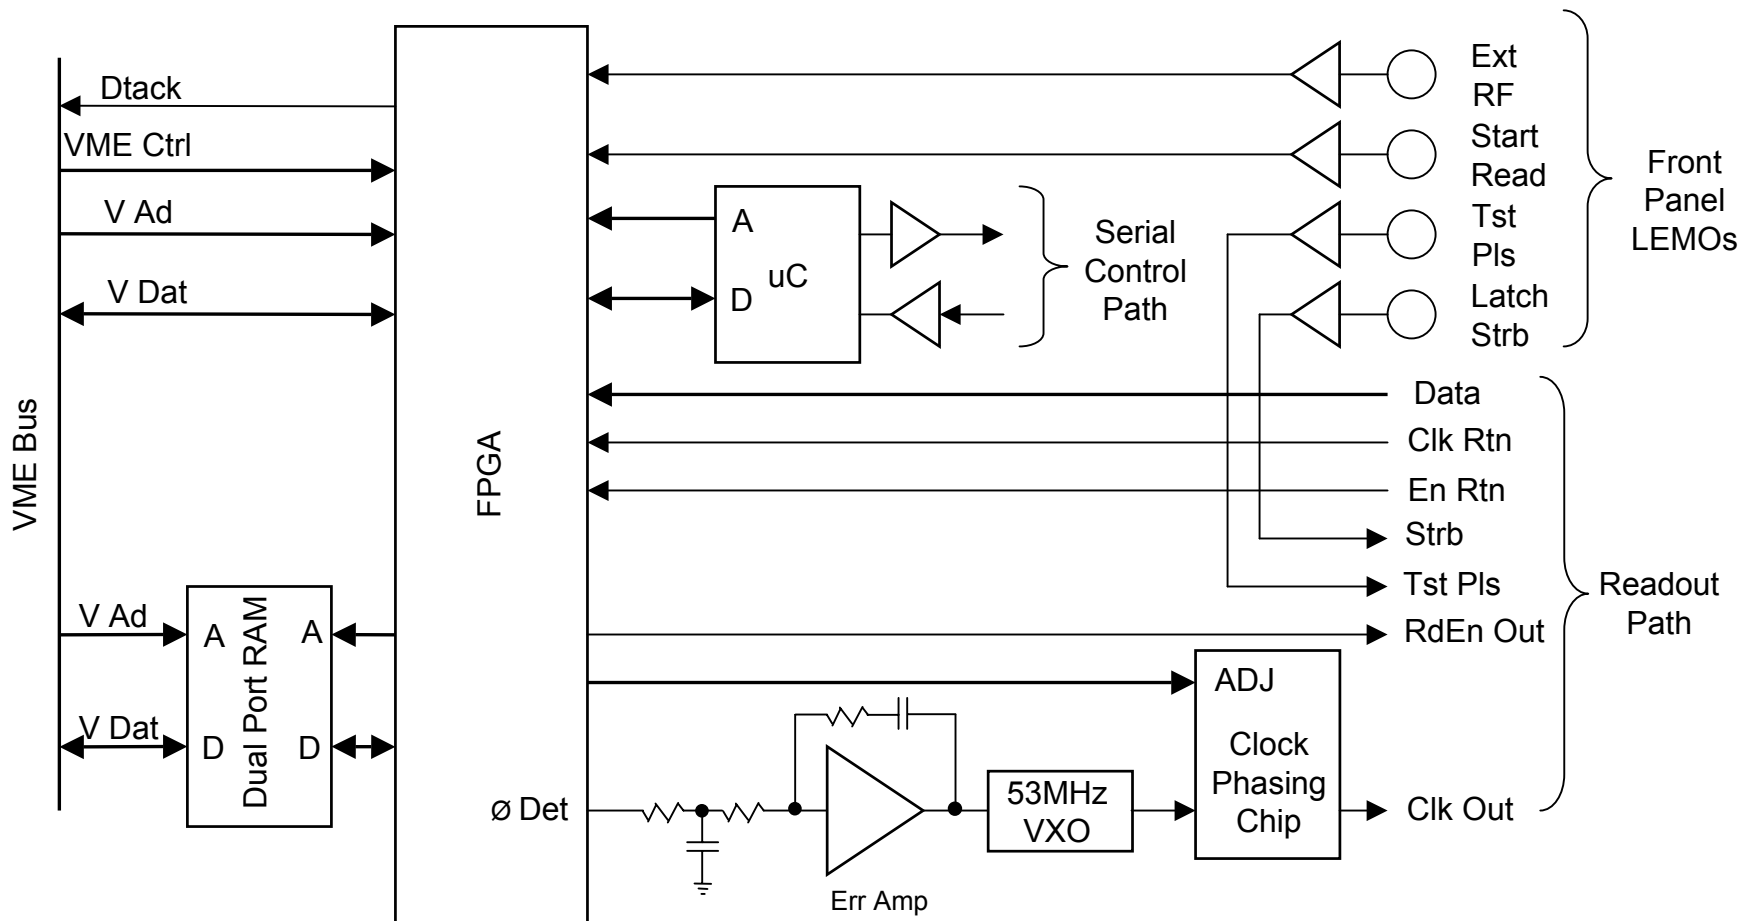 Dtack
VME Ctrl
V Ad
V Dat
VME Bus
V Ad
V Dat
A
D
Dual Port RAM
A
D
FPGA
Ø Det
A
D
uC
Serial
Control
Path
Ext
RF
Start
Read
Tst
Pls
Latch
Strb
Front
Panel
LEMOs
Data
Clk Rtn
En Rtn
Strb
Tst Pls
RdEn Out
Readout
Path
ADJ
Clock
Phasing
Chip
53MHz
VXO
Clk Out
Err Amp